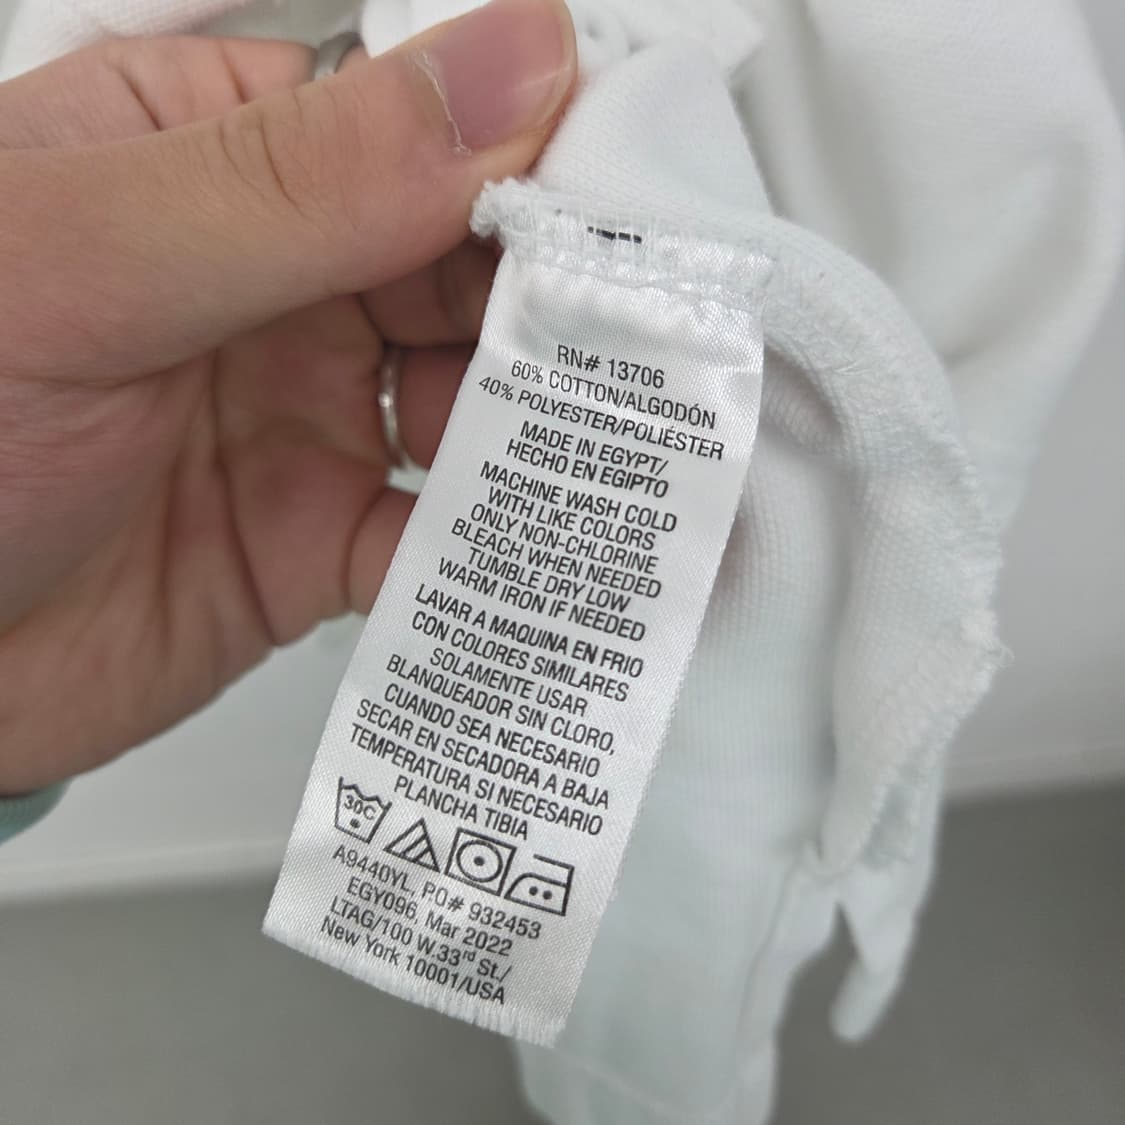 RN# 13706
60% COTTON/ALGODÓN
40% POLYESTER/POLIÉSTER
MADE IN EGYPT/
HECHO EN EGIPTO
MACHINE WASH COLD
WITH LIKE COLORS
ONLY NON-CHLORINE
BLEACH WHEN NEEDED
TUMBLE DRY LOW
WARM IRON IF NEEDED
LAVAR A MAQUINA EN FRIO
CON COLORES SIMILARES
SOLAMENTE USAR
BLANQUEADOR SIN CLORO,
CUANDO SEA NECESARIO
SECAR EN SECADORA A BAJA
TEMPERATURA SI NECESARIO
PLANCHA TIBIA
30C
A9440YL, PO# 932453
EGY096, Mar 2022
LTAG/100 W.33rd St./
New York 10001/USA